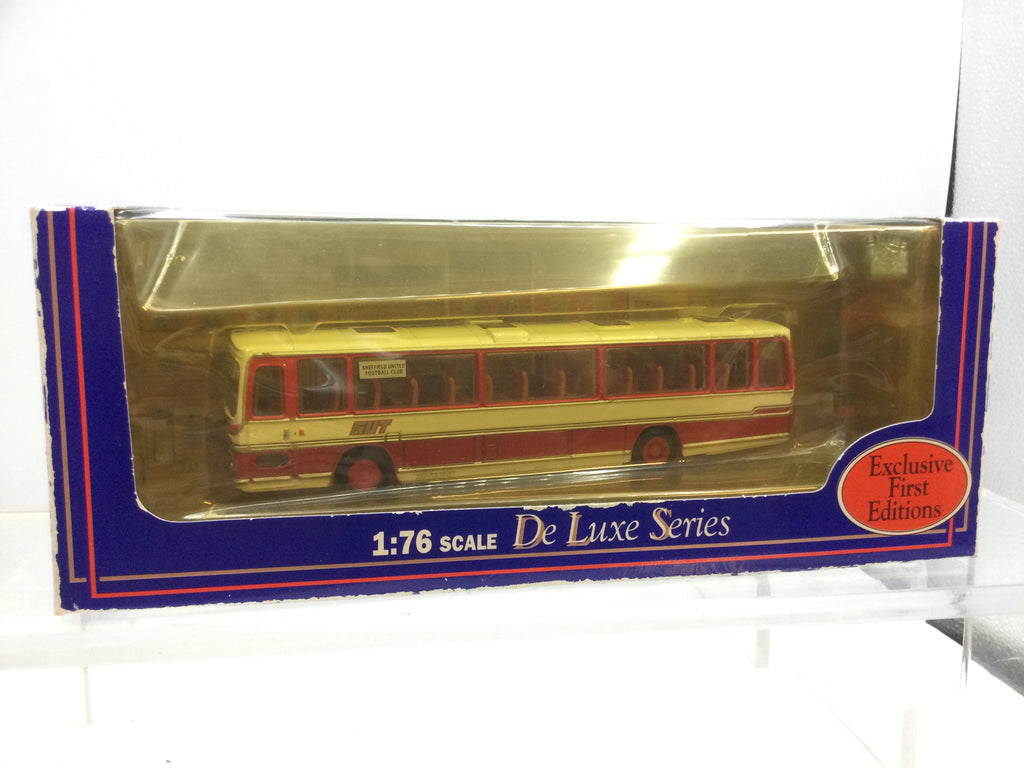 SHEFFIELD UNITED
FOOTBALL CLUB
SUT
1:76 SCALE De Luxe Series
Exclusive
First
Editions